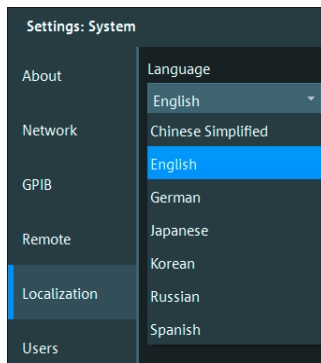 Settings: System
About
Network
GPIB
Remote
Localization
Users
Language
English
Chinese Simplified
English
German
Japanese
Korean
Russian
Spanish